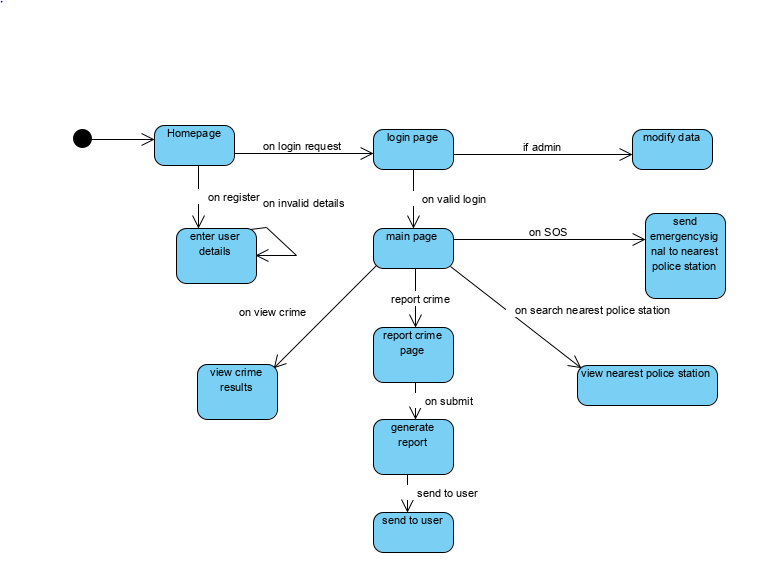 Homepage
on login request
login page
if admin
modify data
on register
on invalid details
on valid login
enter user
details
main page
on SOS
send
emergencysig
nal to nearest
police station
on view crime
report crime
on search nearest police station
report crime
page
view crime
results
view nearest police station
on submit
generate
report
send to user
send to user